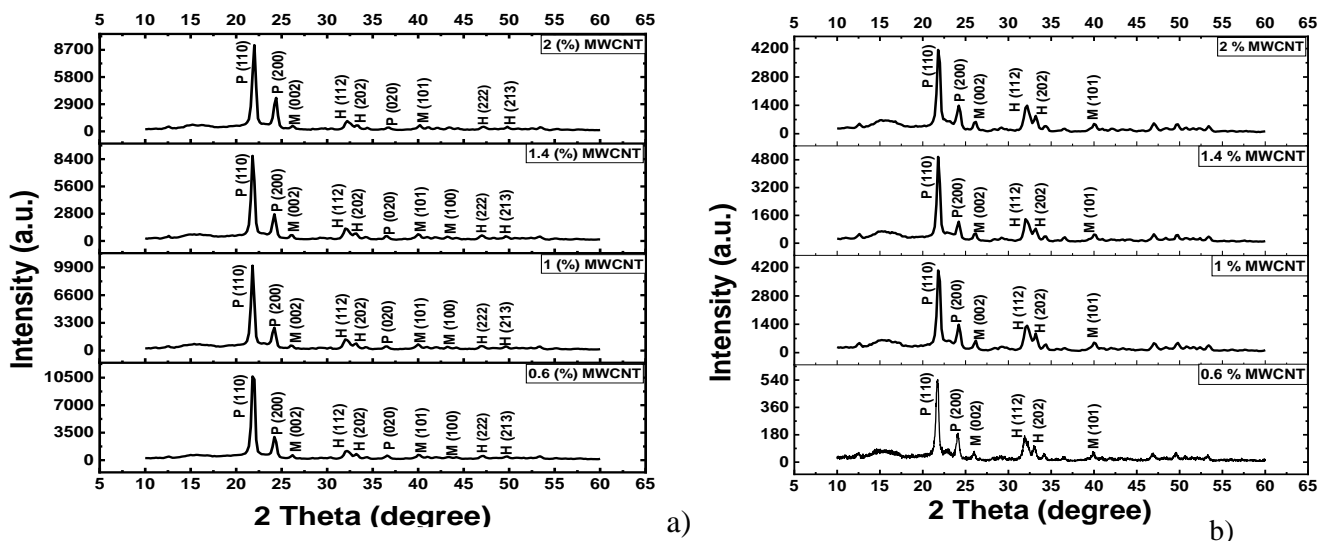 5 10 15 20 25 30 35 40 45 50 55 60 65
2 (%) MWCNT
8700
5800
2900
0
P (110)
P (200)
M (002)
H (112)
H (202)
P (020)
M (101)
H (222)
H (213)
1.4 (%) MWCNT
8400
5600
2800
0
P (110)
P (200)
M (002)
H (112)
H (202)
P (020)
M (101)
M (100)
H (222)
H (213)
1 (%) MWCNT
9900
6600
3300
0
P (110)
P (200)
M (002)
H (112)
H (202)
P (020)
M (101)
M (100)
H (222)
H (213)
0.6 (%) MWCNT
10500
7000
3500
0
P (110)
P (200)
M (002)
H (112)
H (202)
P (020)
M (101)
M (100)
H (222)
H (213)
5 10 15 20 25 30 35 40 45 50 55 60 65
Intensity (a.u.)
2 Theta (degree)
a)
5 10 15 20 25 30 35 40 45 50 55 60 65
2 % MWCNT
4200
2800
1400
0
P (110)
P (200)
M (002)
H (112)
H (202)
M (101)
1.4 % MWCNT
4800
3200
1600
0
P (110)
P(200)
M (002)
H (112)
H (202)
M (101)
1 % MWCNT
4200
2800
1400
0
P (110)
P (200)
M (002)
H (112)
H (202)
M (101)
0.6 % MWCNT
540
360
180
0
P (110)
P (200)
M (002)
H (112)
H (202)
M (101)
5 10 15 20 25 30 35 40 45 50 55 60 65
Intensity (a.u.)
2 Theta (degree)
b)